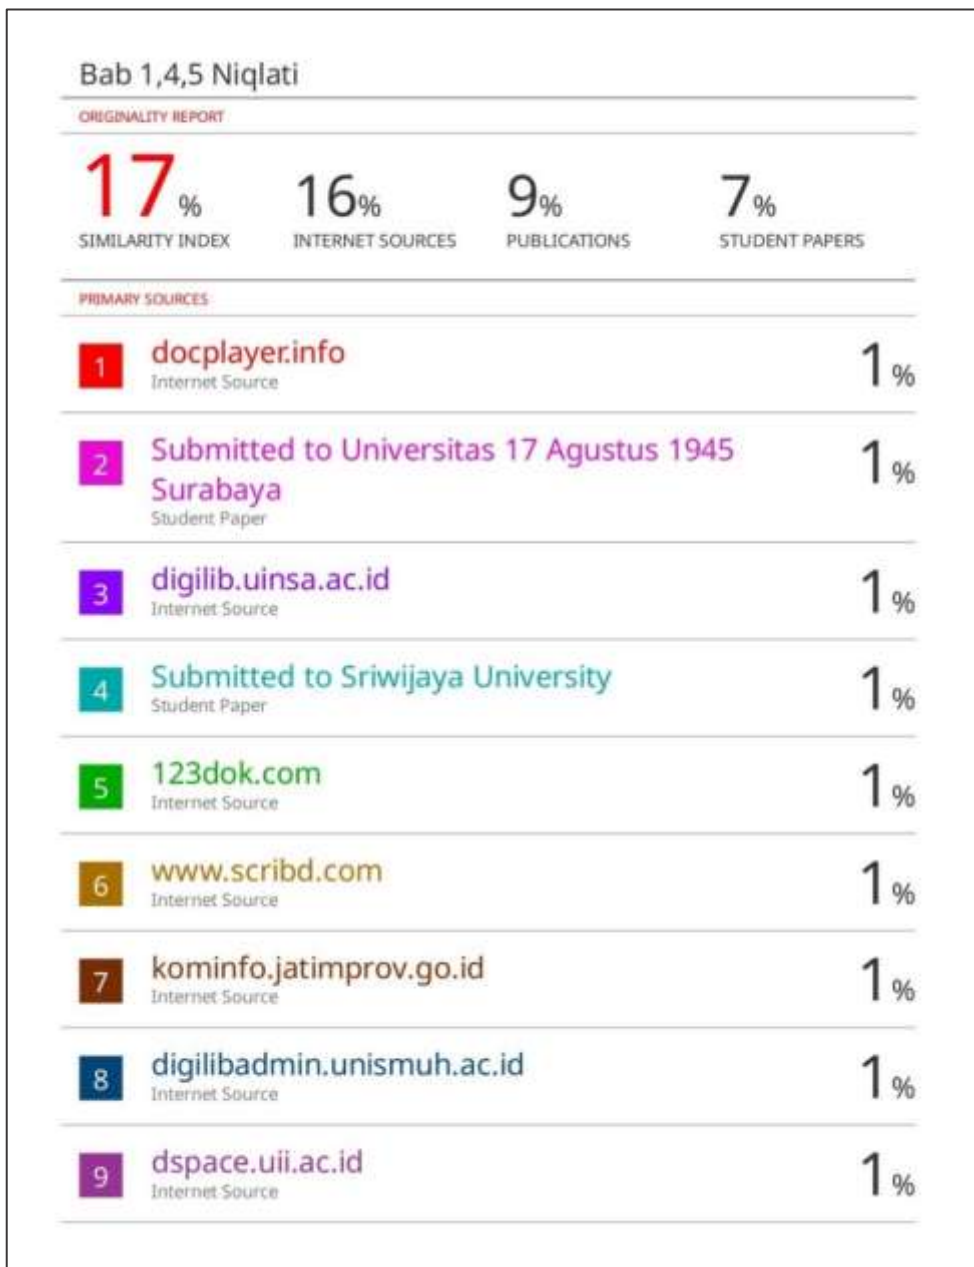 Bab 1,4,5 Niqlati
ORIGINALITY REPORT
17% 16% 9% 7%
SIMILARITY INDEX INTERNET SOURCES PUBLICATIONS STUDENT PAPERS
PRIMARY SOURCES
1 docplayer.info 1%
Internet Source
2 Submitted to Universitas 17 Agustus 1945 1%
Surabaya
Student Paper
3 digilib.uinsa.ac.id 1%
Internet Source
4 Submitted to Sriwijaya University 1%
Student Paper
5 123dok.com 1%
Internet Source
6 www.scribd.com 1%
Internet Source
7 kominfo.jatimprov.go.id 1%
Internet Source
8 digilibadmin.unismuh.ac.id 1%
Internet Source
9 dspace.uii.ac.id 1%
Internet Source